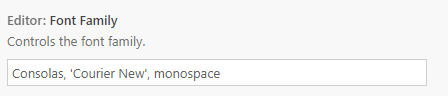 Editor: Font Family
Controls the font family.
Consolas, 'Courier New', monospace